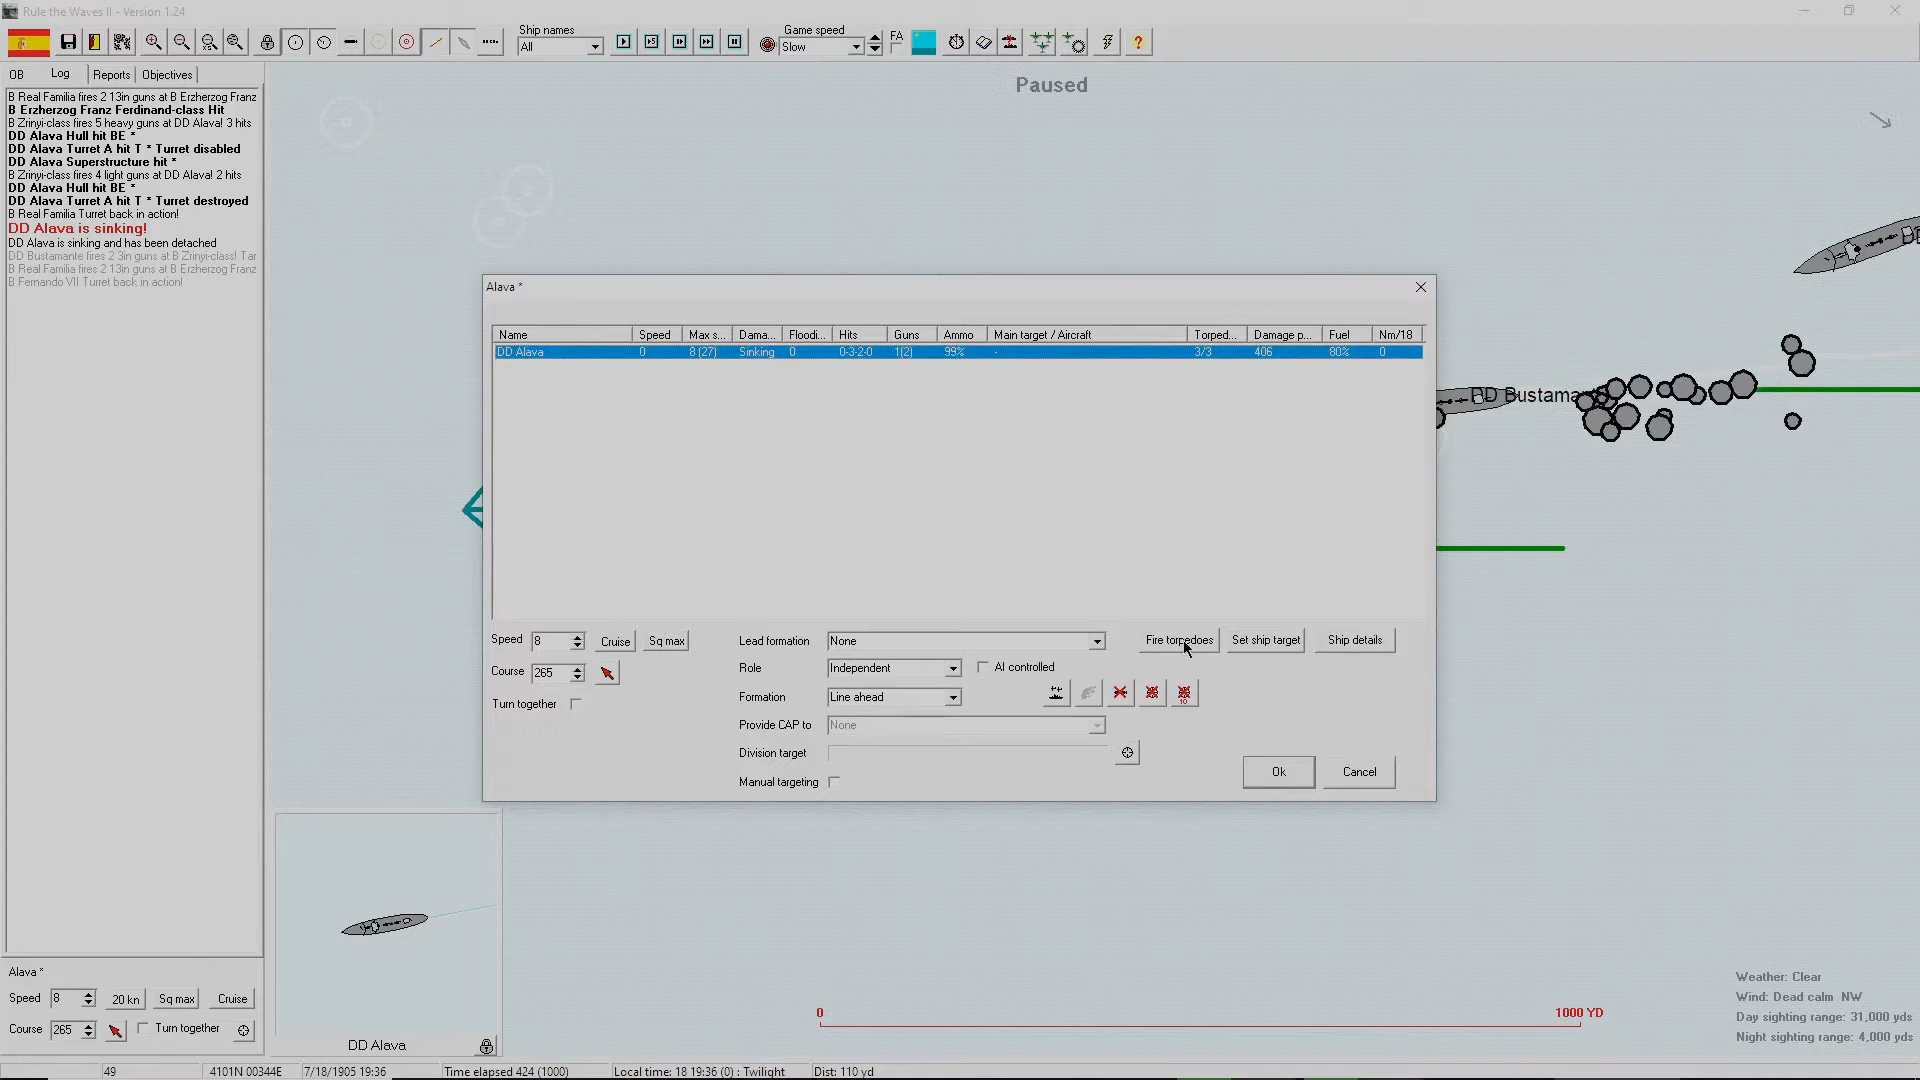 Rule the Waves II - Version 1.24
Ship names
All
Game speed
Slow
FA
OB
Log
Reports
Objectives
Paused
B Real Familia fires 2 13in guns at B Erzherzog Franz
B Erzherzog Franz Ferdinand-class Hit
B Zrinyi-class fires 5 heavy guns at DD Alava! 3 hits
DD Alava Hull hit BE *
DD Alava Turret A hit T * Turret disabled
DD Alava Superstructure hit *
B Zrinyi-class fires 4 light guns at DD Alava! 2 hits
DD Alava Hull hit BE *
DD Alava Turret A hit T * Turret destroyed
B Real Familia Turret back in action!
DD Alava is sinking!
DD Alava is sinking and has been detached
DD Bustamante fires 2 3in guns at B Zrinyi-class! Tar
B Real Familia fires 2 13in guns at B Erzherzog Franz
B Fernando VII Turret back in action!
Alava *
Name Speed Max s... Dama... Floodi... Hits Guns Ammo Main target / Aircraft Torped... Damage p... Fuel Nm/18
DD Alava 0 8 (27) Sinking 0 0-3-2-0 1(2) 99% - 3/3 406 80% 0
DD Bustamant
Speed 8 Cruise Sq max
Course 265
Turn together
Lead formation None
Role Independent AI controlled
Formation Line ahead
Provide CAP to None
Division target
Manual targeting
Fire torpedoes Set ship target Ship details
10
Ok Cancel
DD Alava
Alava *
Speed 8 20 kn Sq max Cruise
Course 265 Turn together
0 1000 YD
Weather: Clear
Wind: Dead calm NW
Day sighting range: 31,000 yds
Night sighting range: 4,000 yds
49 4101N 00344E 7/18/1905 19:36 Time elapsed 424 (1000) Local time: 18 19:36 (0) : Twilight Dist: 110 yd